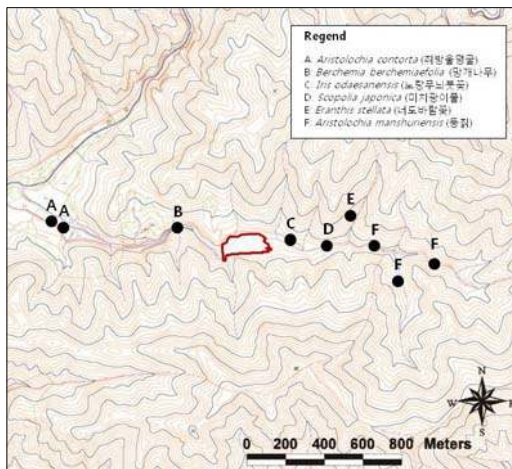 Regend
A. Aristolochia contorta (쥐방울덩굴)
B. Berchemia berchemiaefolia (망개나무)
C. Iris odaesanensis (노랑무늬붓꽃)
D. Scopolia japonica (미치광이풀)
E. Eranthis stellata (너도바람꽃)
F. Aristolochia manshuriensis (등칡)
E
A A B C D F
F
F
N
W E
S
0 200 400 600 800 Meters